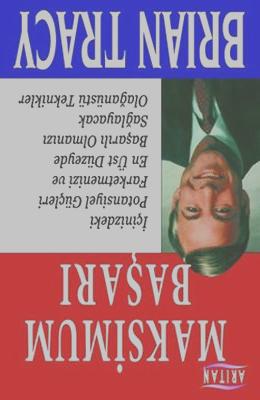 ARITAN
MAKSİMUM
BAŞARI
İçinizdeki
Potansiyel Güçleri
Farketmenizi ve
En Üst Düzeyde
Başarılı Olmanızı
Sağlayacak
Olağanüstü Teknikler
BRIAN TRACY